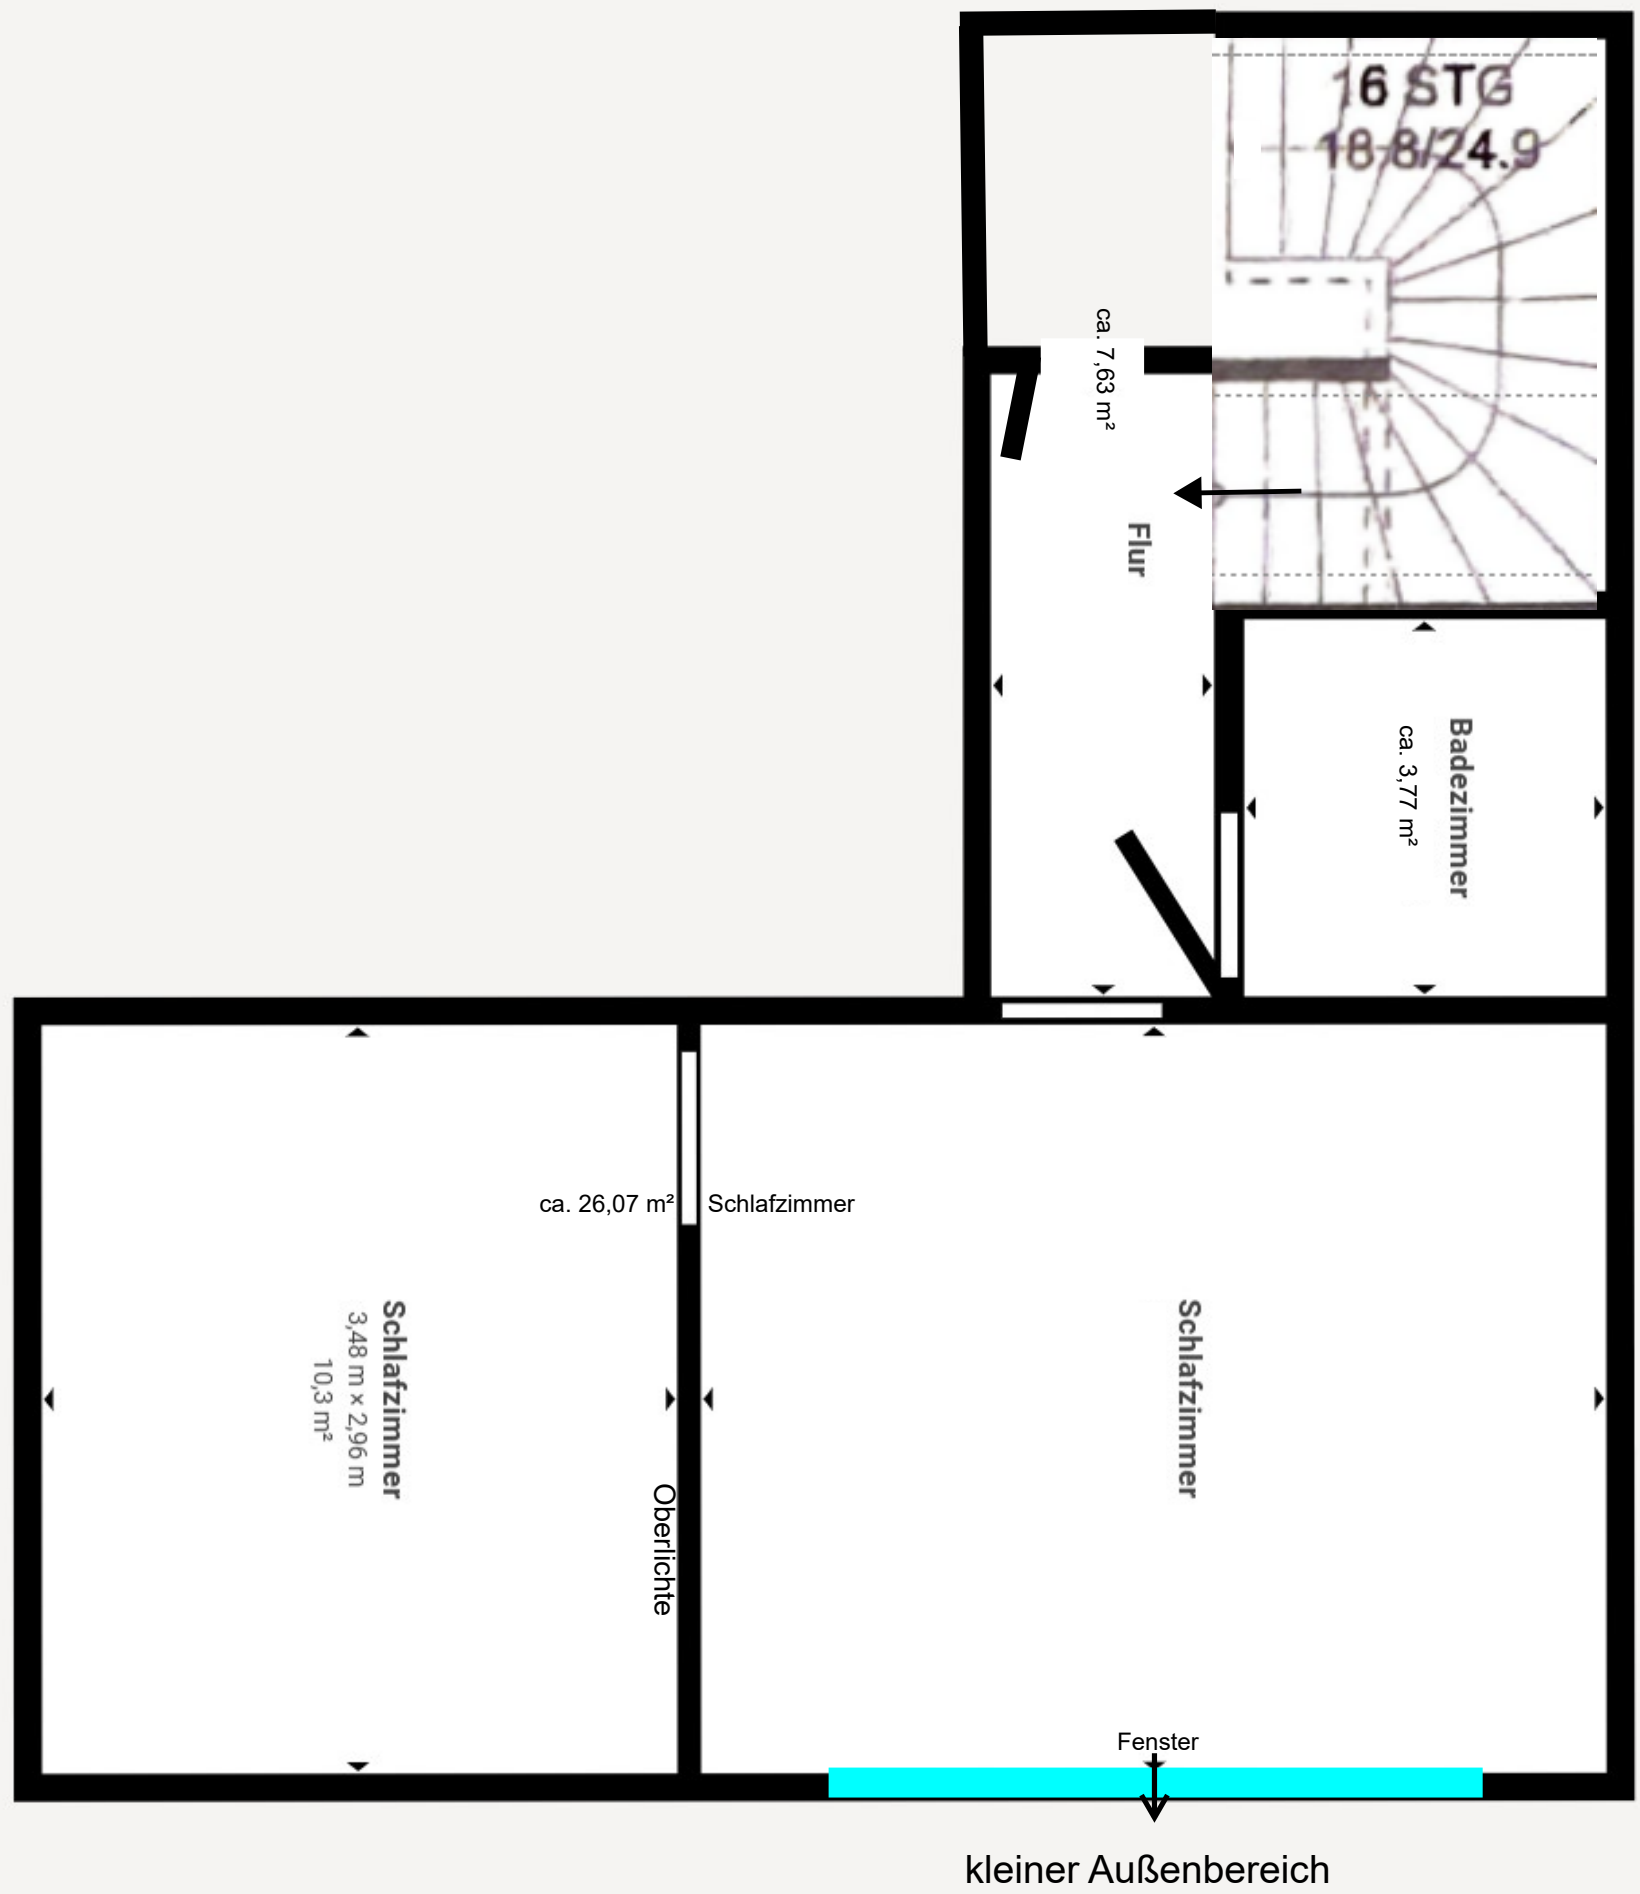 16 STG
18.8/24.9
ca. 7,63 m²
Flur
Badezimmer
ca. 3,77 m²
ca. 26,07 m²
Schlafzimmer
Schlafzimmer
3,48 m x 2,96 m
10,3 m²
Schlafzimmer
Oberlichte
Fenster
kleiner Außenbereich